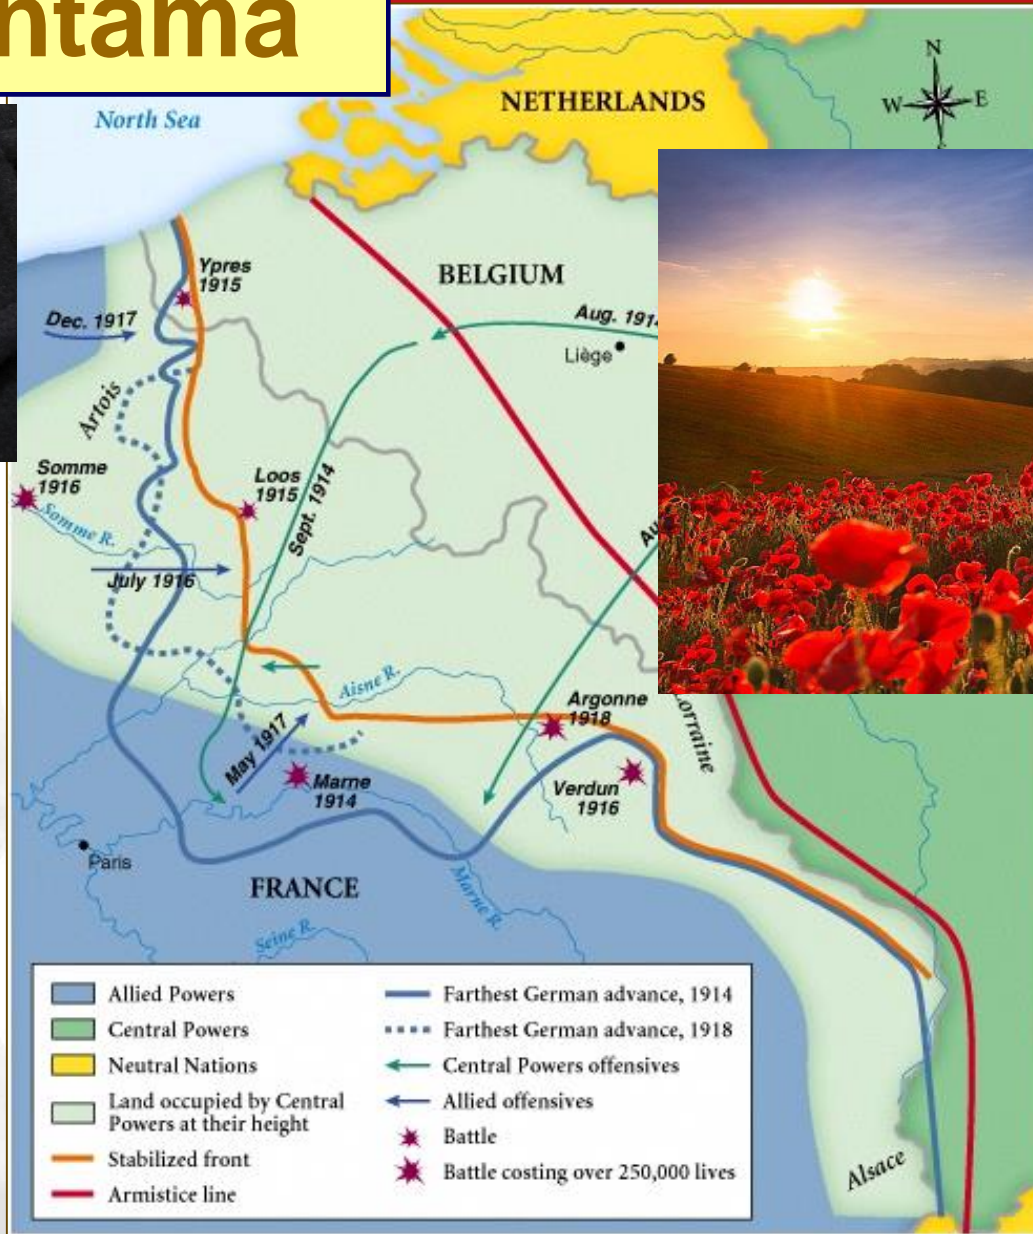 ntama
North Sea
NETHERLANDS
N
W
E
Ypres
1915
BELGIUM
Dec. 1917
Aug. 1914
Liège
Artois
Somme
1916
Loos
1915
Sept. 1914
Somme R.
July 1916
Aisne R.
Argonne
1918
Lorraine
May 1917
Marne
1914
Verdun
1916
Paris
FRANCE
Marne R.
Seine R.
Allied Powers
Central Powers
Neutral Nations
Land occupied by Central
Powers at their height
Stabilized front
Armistice line
Farthest German advance, 1914
Farthest German advance, 1918
Central Powers offensives
Allied offensives
Battle
Battle costing over 250,000 lives
Alsace